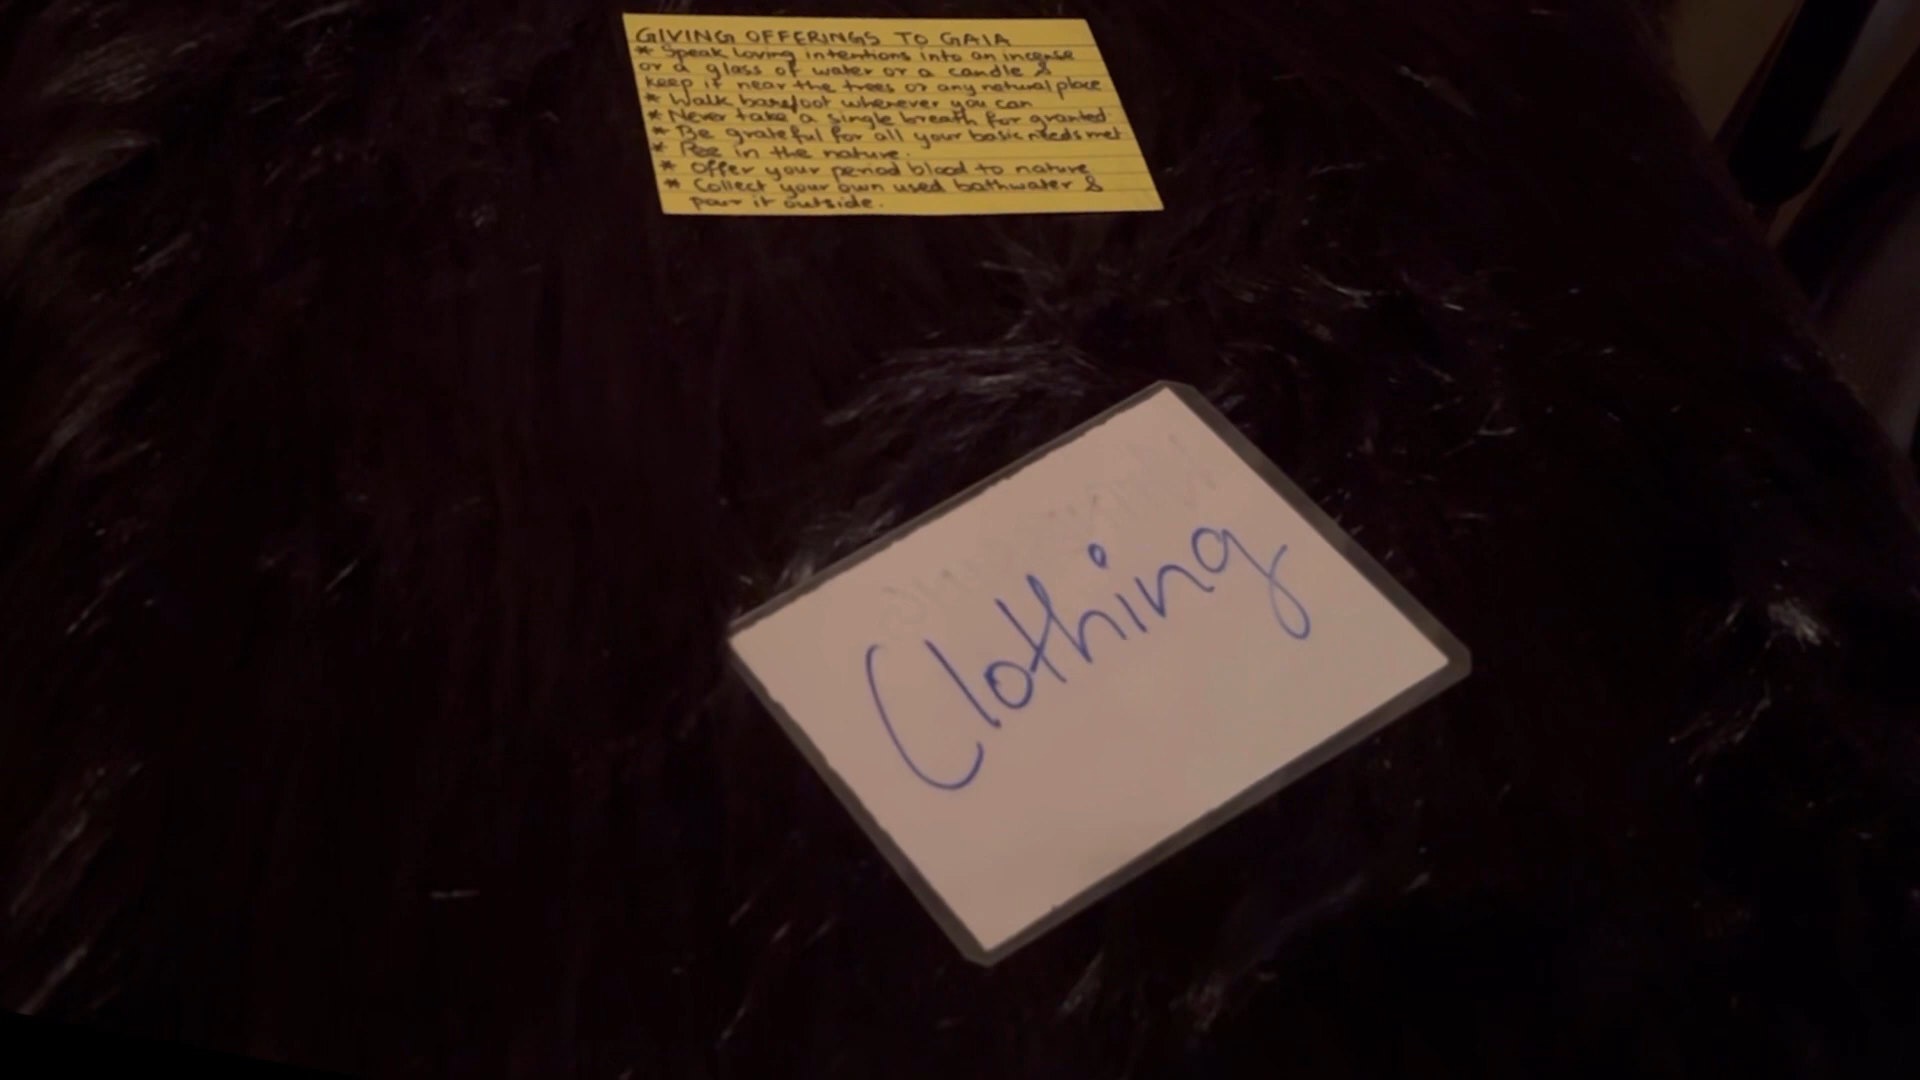 GIVING OFFERINGS TO GAIA
* Speak Loving intentions into an incense
or a glass of water or a candle &
keep it near the trees or any natural place
* Walk barefoot wherever you can
* Never take a single breath for granted
* Be grateful for all your basic needs met
* Pee in the nature.
* Offer your period blood to nature
* Collect your own used bathwater &
pour it outside.
Clothing